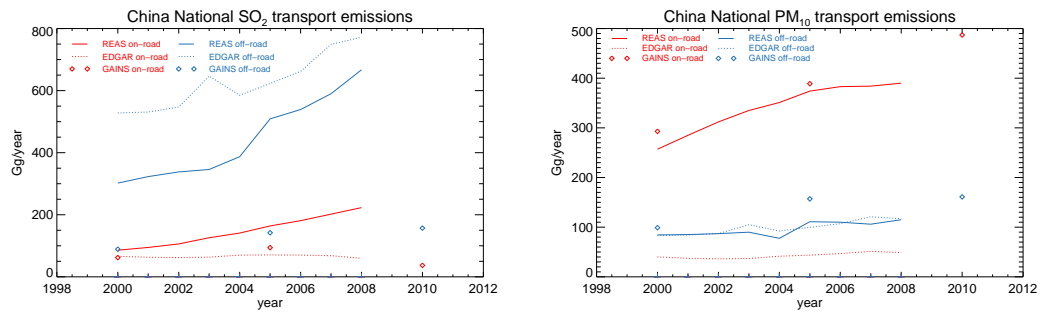 China National SO2 transport emissions
800
600
400
200
0
Gg/year
REAS on-road REAS off-road
EDGAR on-road EDGAR off-road
GAINS on-road GAINS off-road
1998 2000 2002 2004 2006 2008 2010 2012
year
China National PM10 transport emissions
500
400
300
200
100
0
Gg/year
REAS on-road REAS off-road
EDGAR on-road EDGAR off-road
GAINS on-road GAINS off-road
1998 2000 2002 2004 2006 2008 2010 2012
year